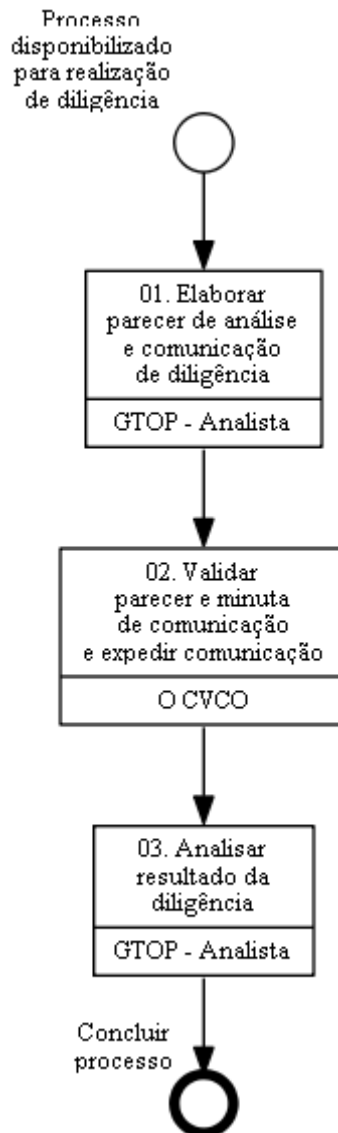 Processo
disponibilizado
para realização
de diligência
01. Elaborar
parecer de análise
e comunicação
de diligência
GTOP - Analista
02. Validar
parecer e minuta
de comunicação
e expedir comunicação
O CVCO
03. Analisar
resultado da
diligência
GTOP - Analista
Concluir
processo